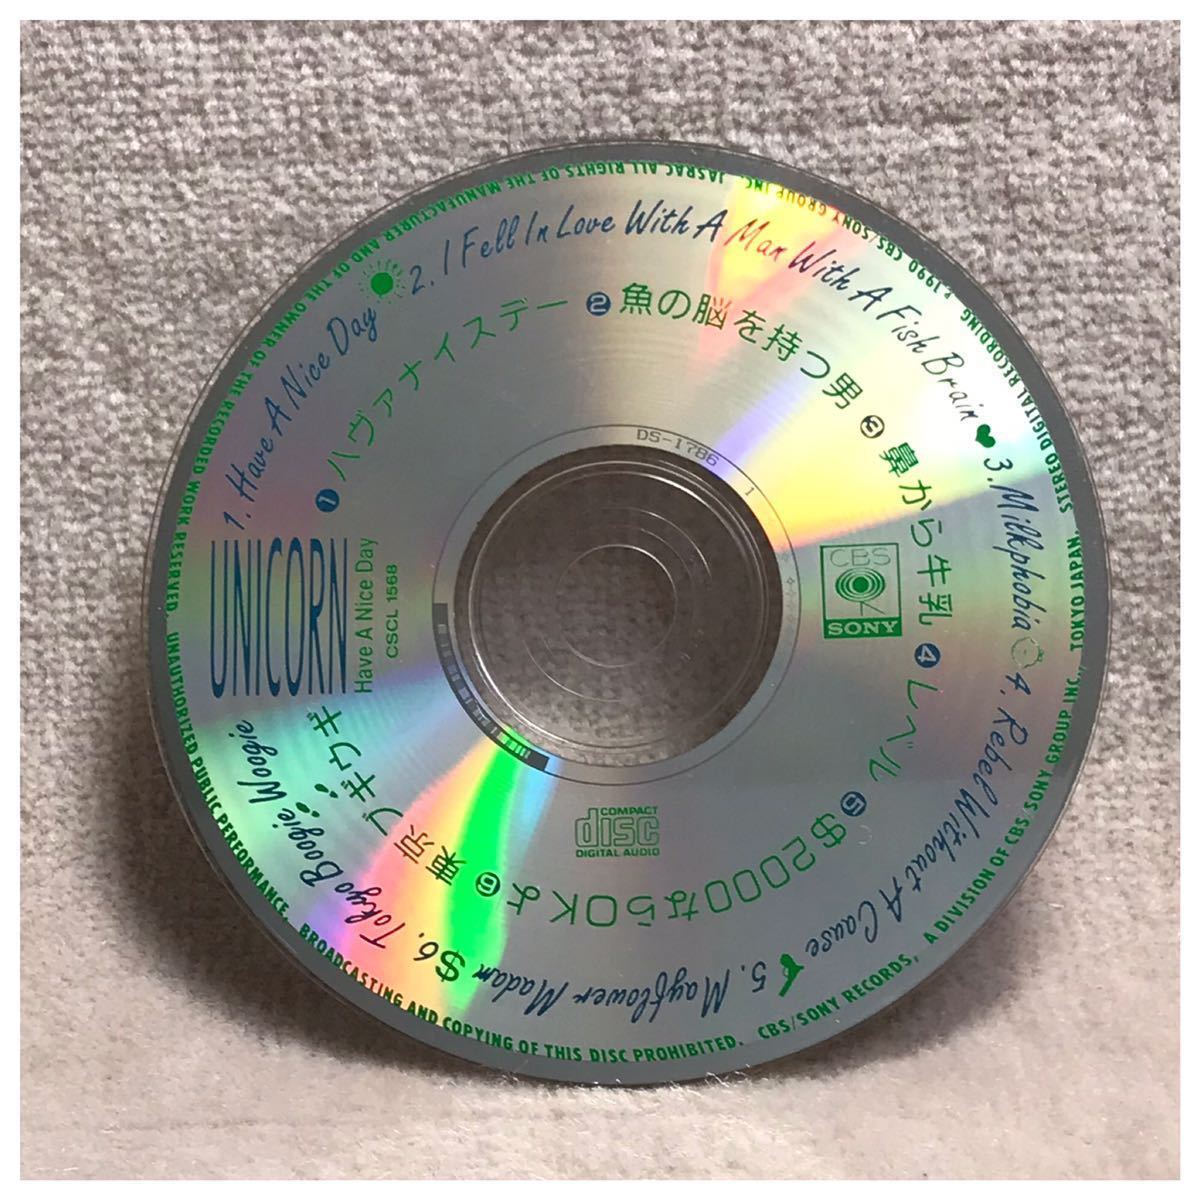 UNICORN
Have A Nice Day
CSCL 1568
1. Have A Nice Day 2. I Fell In Love With A Man With A Fish Brain 3. Milkphobia 4. Rebel Without A Cause 5. Mayflower Madam $ 6. Tokyo Boogie Woogie
❶ハヴァナイスデー ❷魚の脳を持つ男 ❸鼻から牛乳 ❹レベル ❺$2000ならOKよ ❻東京ブギウギ
DS-1786 1
CBS
SONY
COMPACT
disc
DIGITAL AUDIO
STEREO DIGITAL RECORDING
℗1990 CBS/SONY GROUP INC. JASRAC ALL RIGHTS OF THE MANUFACTURER AND OF THE OWNER OF THE RECORDED WORK RESERVED. UNAUTHORIZED PUBLIC PERFORMANCE, BROADCASTING AND COPYING OF THIS DISC PROHIBITED. CBS/SONY RECORDS, A DIVISION OF CBS/SONY GROUP INC., TOKYO JAPAN.